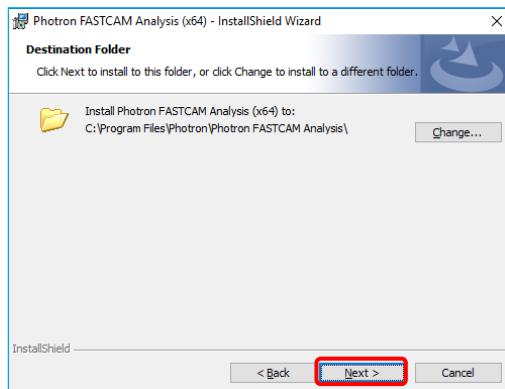 Photron FASTCAM Analysis (x64) - InstallShield Wizard
Destination Folder
Click Next to install to this folder, or click Change to install to a different folder.
Install Photron FASTCAM Analysis (x64) to:
C:\Program Files\Photron\Photron FASTCAM Analysis\
Change...
InstallShield
< Back Next > Cancel